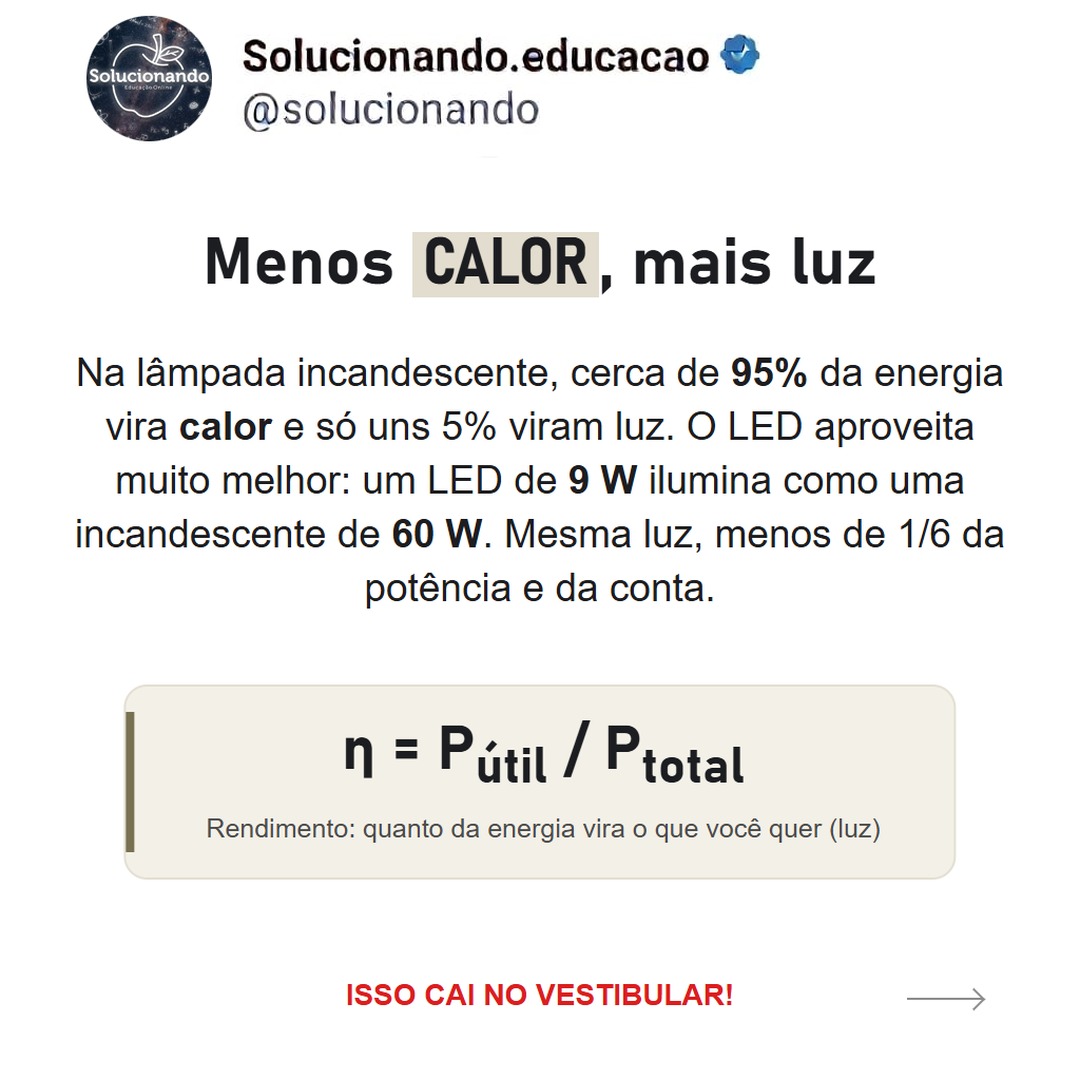 Solucionando
Educação Online
Solucionando.educacao
@solucionando
Menos CALOR, mais luz
Na lâmpada incandescente, cerca de 95% da energia
vira calor e só uns 5% viram luz. O LED aproveita
muito melhor: um LED de 9 W ilumina como uma
incandescente de 60 W. Mesma luz, menos de 1/6 da
potência e da conta.
η = Pútil / Ptotal
Rendimento: quanto da energia vira o que você quer (luz)
ISSO CAI NO VESTIBULAR!